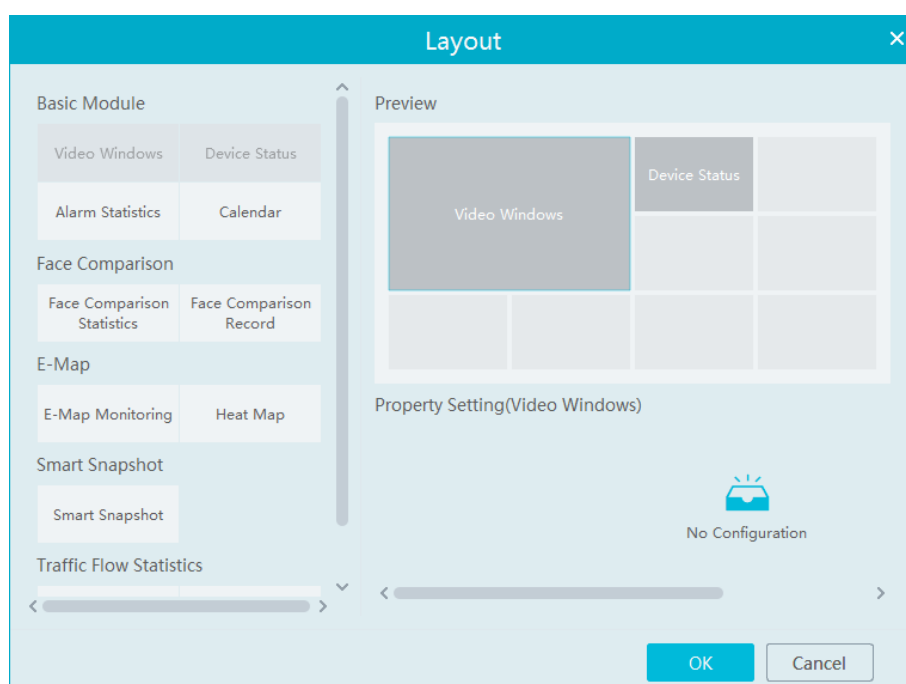 Layout
Basic Module
Video Windows
Device Status
Alarm Statistics
Calendar
Face Comparison
Face Comparison
Statistics
Face Comparison
Record
E-Map
E-Map Monitoring
Heat Map
Smart Snapshot
Smart Snapshot
Traffic Flow Statistics
Preview
Video Windows
Device Status
Property Setting(Video Windows)
No Configuration
OK
Cancel